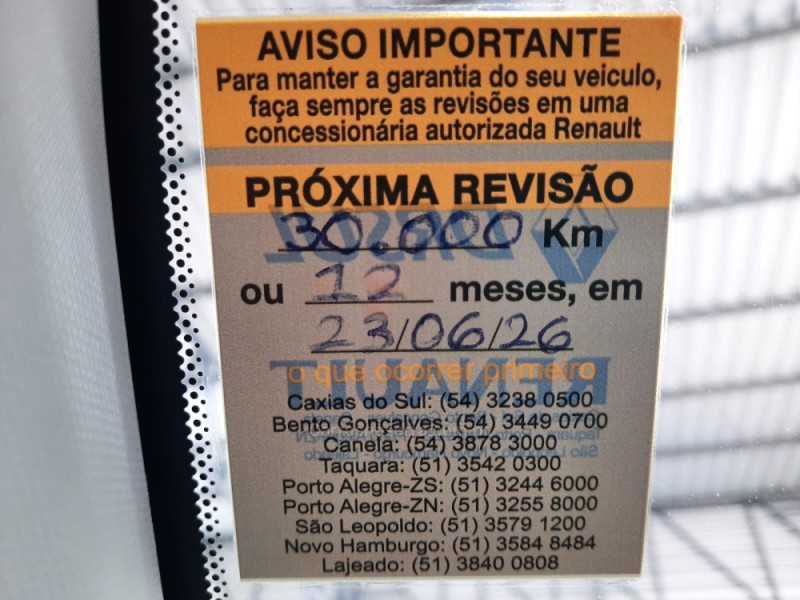 AVISO IMPORTANTE
Para manter a garantia do seu veiculo,
faça sempre as revisões em uma
concessionária autorizada Renault
PRÓXIMA REVISÃO
30.000 Km
ou 12 meses, em
23/06/26
o que ocorrer primeiro
Caxias do Sul: (54) 3238 0500
Bento Gonçalves: (54) 3449 0700
Canela: (54) 3878 3000
Taquara: (51) 3542 0300
Porto Alegre-ZS: (51) 3244 6000
Porto Alegre-ZN: (51) 3255 8000
São Leopoldo: (51) 3579 1200
Novo Hamburgo: (51) 3584 8484
Lajeado: (51) 3840 0808
DRSUL
RENAULT